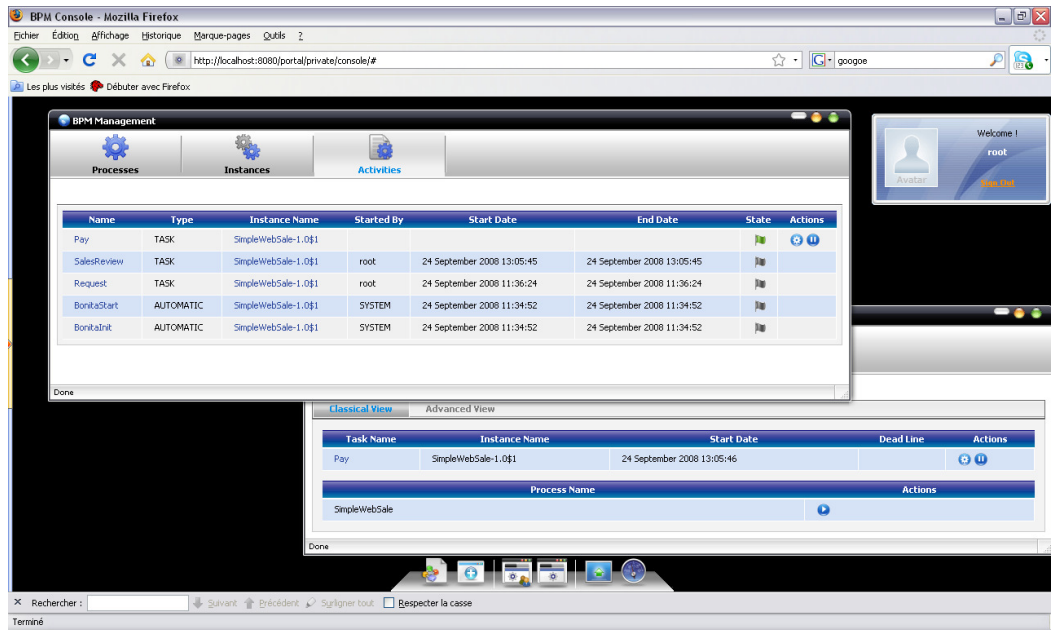 BPM Console - Mozilla Firefox
Eichier Édition Affichage Historique Marque-pages Outils ?
http://localhost:8080/portal/private/console/#
G googoe
Les plus visités Débuter avec Firefox
BPM Management
Processes Instances Activities
Welcome !
root
Avatar
Sign Out
Name Type Instance Name Started By Start Date End Date State Actions
Pay TASK SimpleWebSale-1.0$1
SalesReview TASK SimpleWebSale-1.0$1 root 24 September 2008 13:05:45 24 September 2008 13:05:45
Request TASK SimpleWebSale-1.0$1 root 24 September 2008 11:36:24 24 September 2008 11:36:24
BonitaStart AUTOMATIC SimpleWebSale-1.0$1 SYSTEM 24 September 2008 11:34:52 24 September 2008 11:34:52
BonitaInit AUTOMATIC SimpleWebSale-1.0$1 SYSTEM 24 September 2008 11:34:52 24 September 2008 11:34:52
Done
Classical View Advanced View
Task Name Instance Name Start Date Dead Line Actions
Pay SimpleWebSale-1.0$1 24 September 2008 13:05:46
Process Name Actions
SimpleWebSale
Done
Rechercher : Suivant Précédent Surligner tout Respecter la casse
Terminé